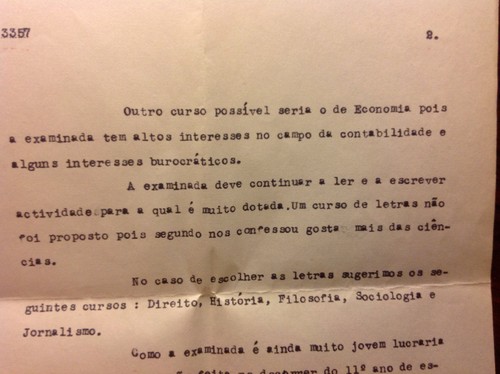 3357
2.
Outro curso possível seria o de Economia pois
a examinada tem altos interesses no campo da contabilidade e
alguns interesses burocráticos.
A examinada deve continuar a ler e a escrever
actividade para a qual é muito dotada.Um curso de letras não
foi proposto pois segundo nos confessou gosta mais das ciên-
cias.
No caso de escolher as letras sugerimos os se-
guintes cursos : Direito, História, Filosofia, Sociologia e
Jornalismo.
Como a examinada é ainda muito jovem lucraria
feita no decorrer do 11º ano de es-